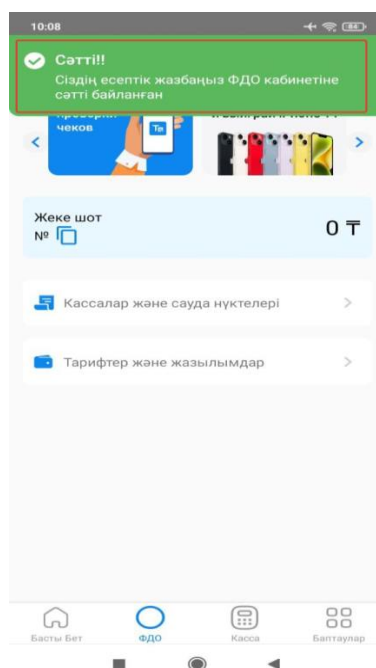 10:08
64
Сәтті!!
Сіздің есептік жазбаңыз ФДО кабинетіне
сәтті байланған
чеков
Жеке шот
№
0 ₸
Кассалар және сауда нүктелері
Тарифтер және жазылымдар
Басты Бет
ФДО
Касса
Баптаулар